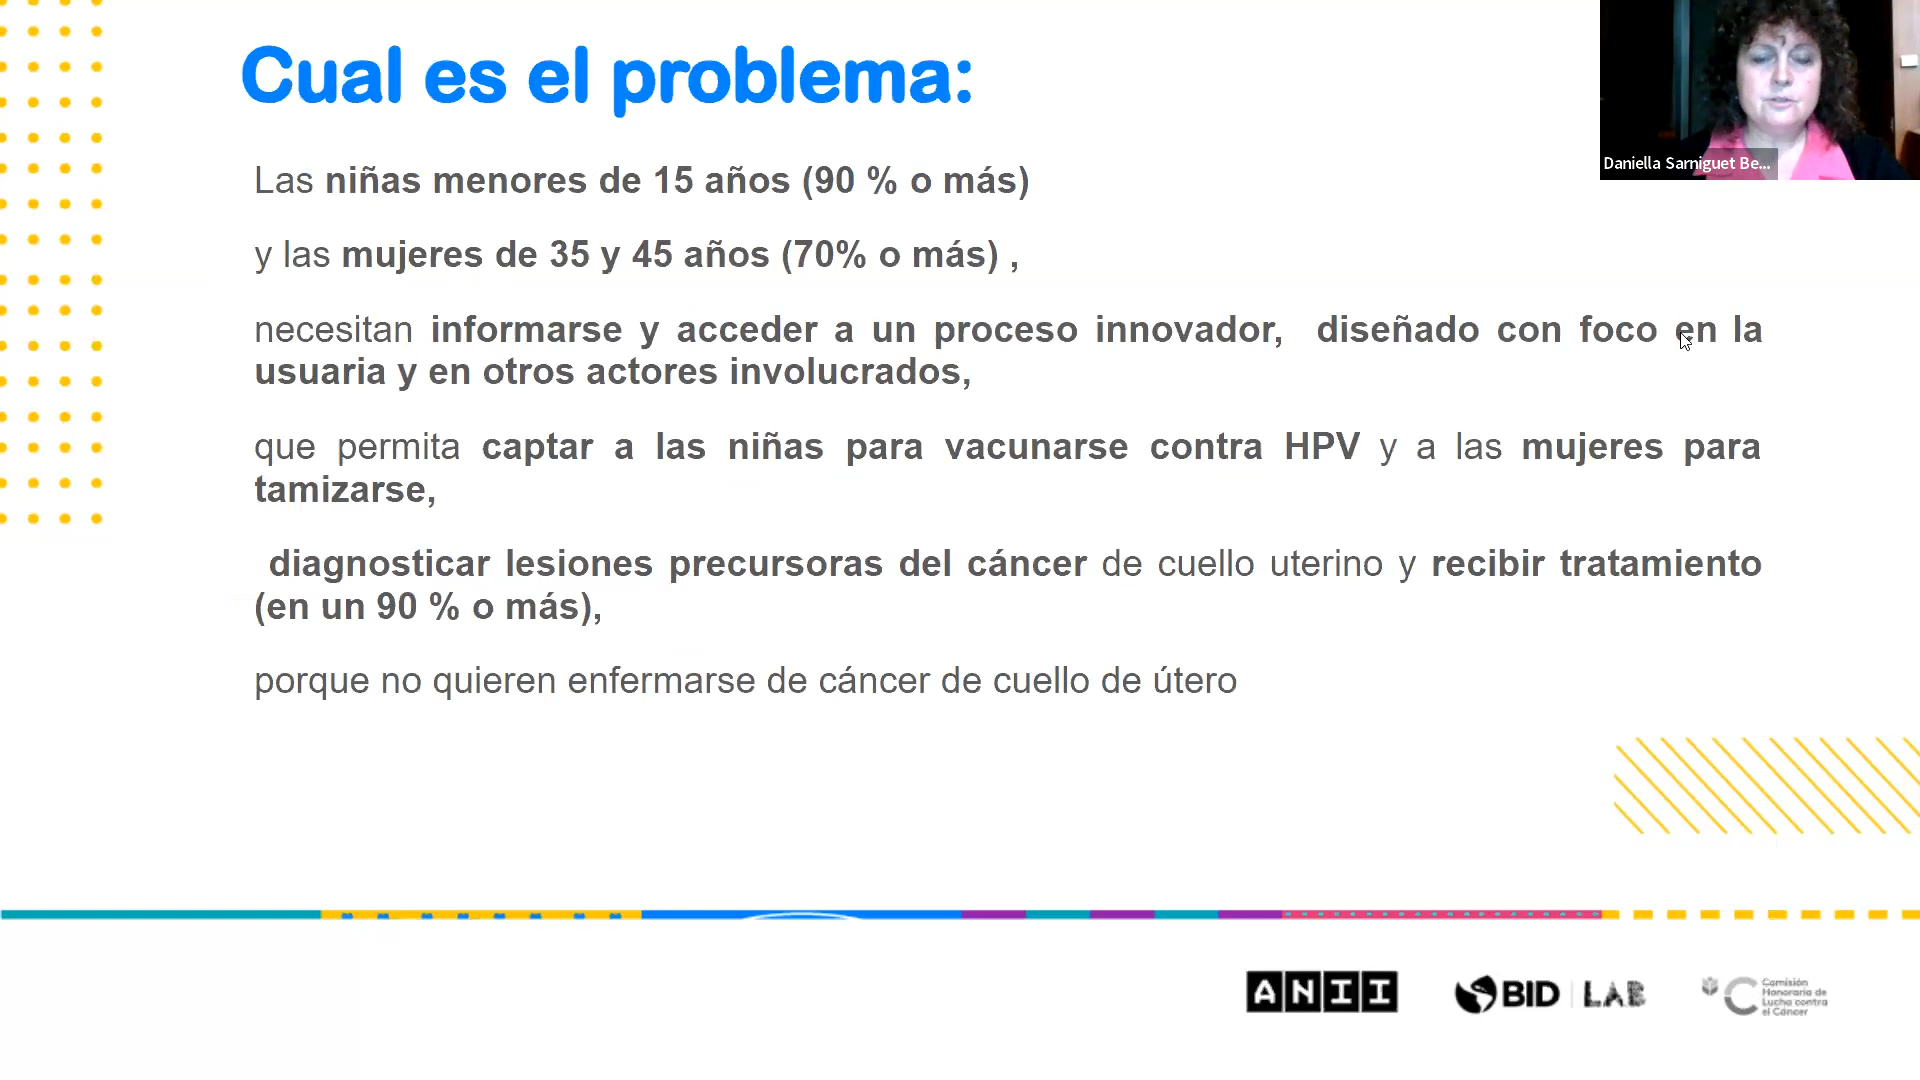 Cual es el problema:
Daniella Sarniguet Be...
Las niñas menores de 15 años (90 % o más)
y las mujeres de 35 y 45 años (70% o más) ,
necesitan informarse y acceder a un proceso innovador, diseñado con foco en la
usuaria y en otros actores involucrados,
que permita captar a las niñas para vacunarse contra HPV y a las mujeres para
tamizarse,
diagnosticar lesiones precursoras del cáncer de cuello uterino y recibir tratamiento
(en un 90 % o más),
porque no quieren enfermarse de cáncer de cuello de útero
ANII
BID LAB
Comisión
Honoraria de
Lucha contra
el Cáncer